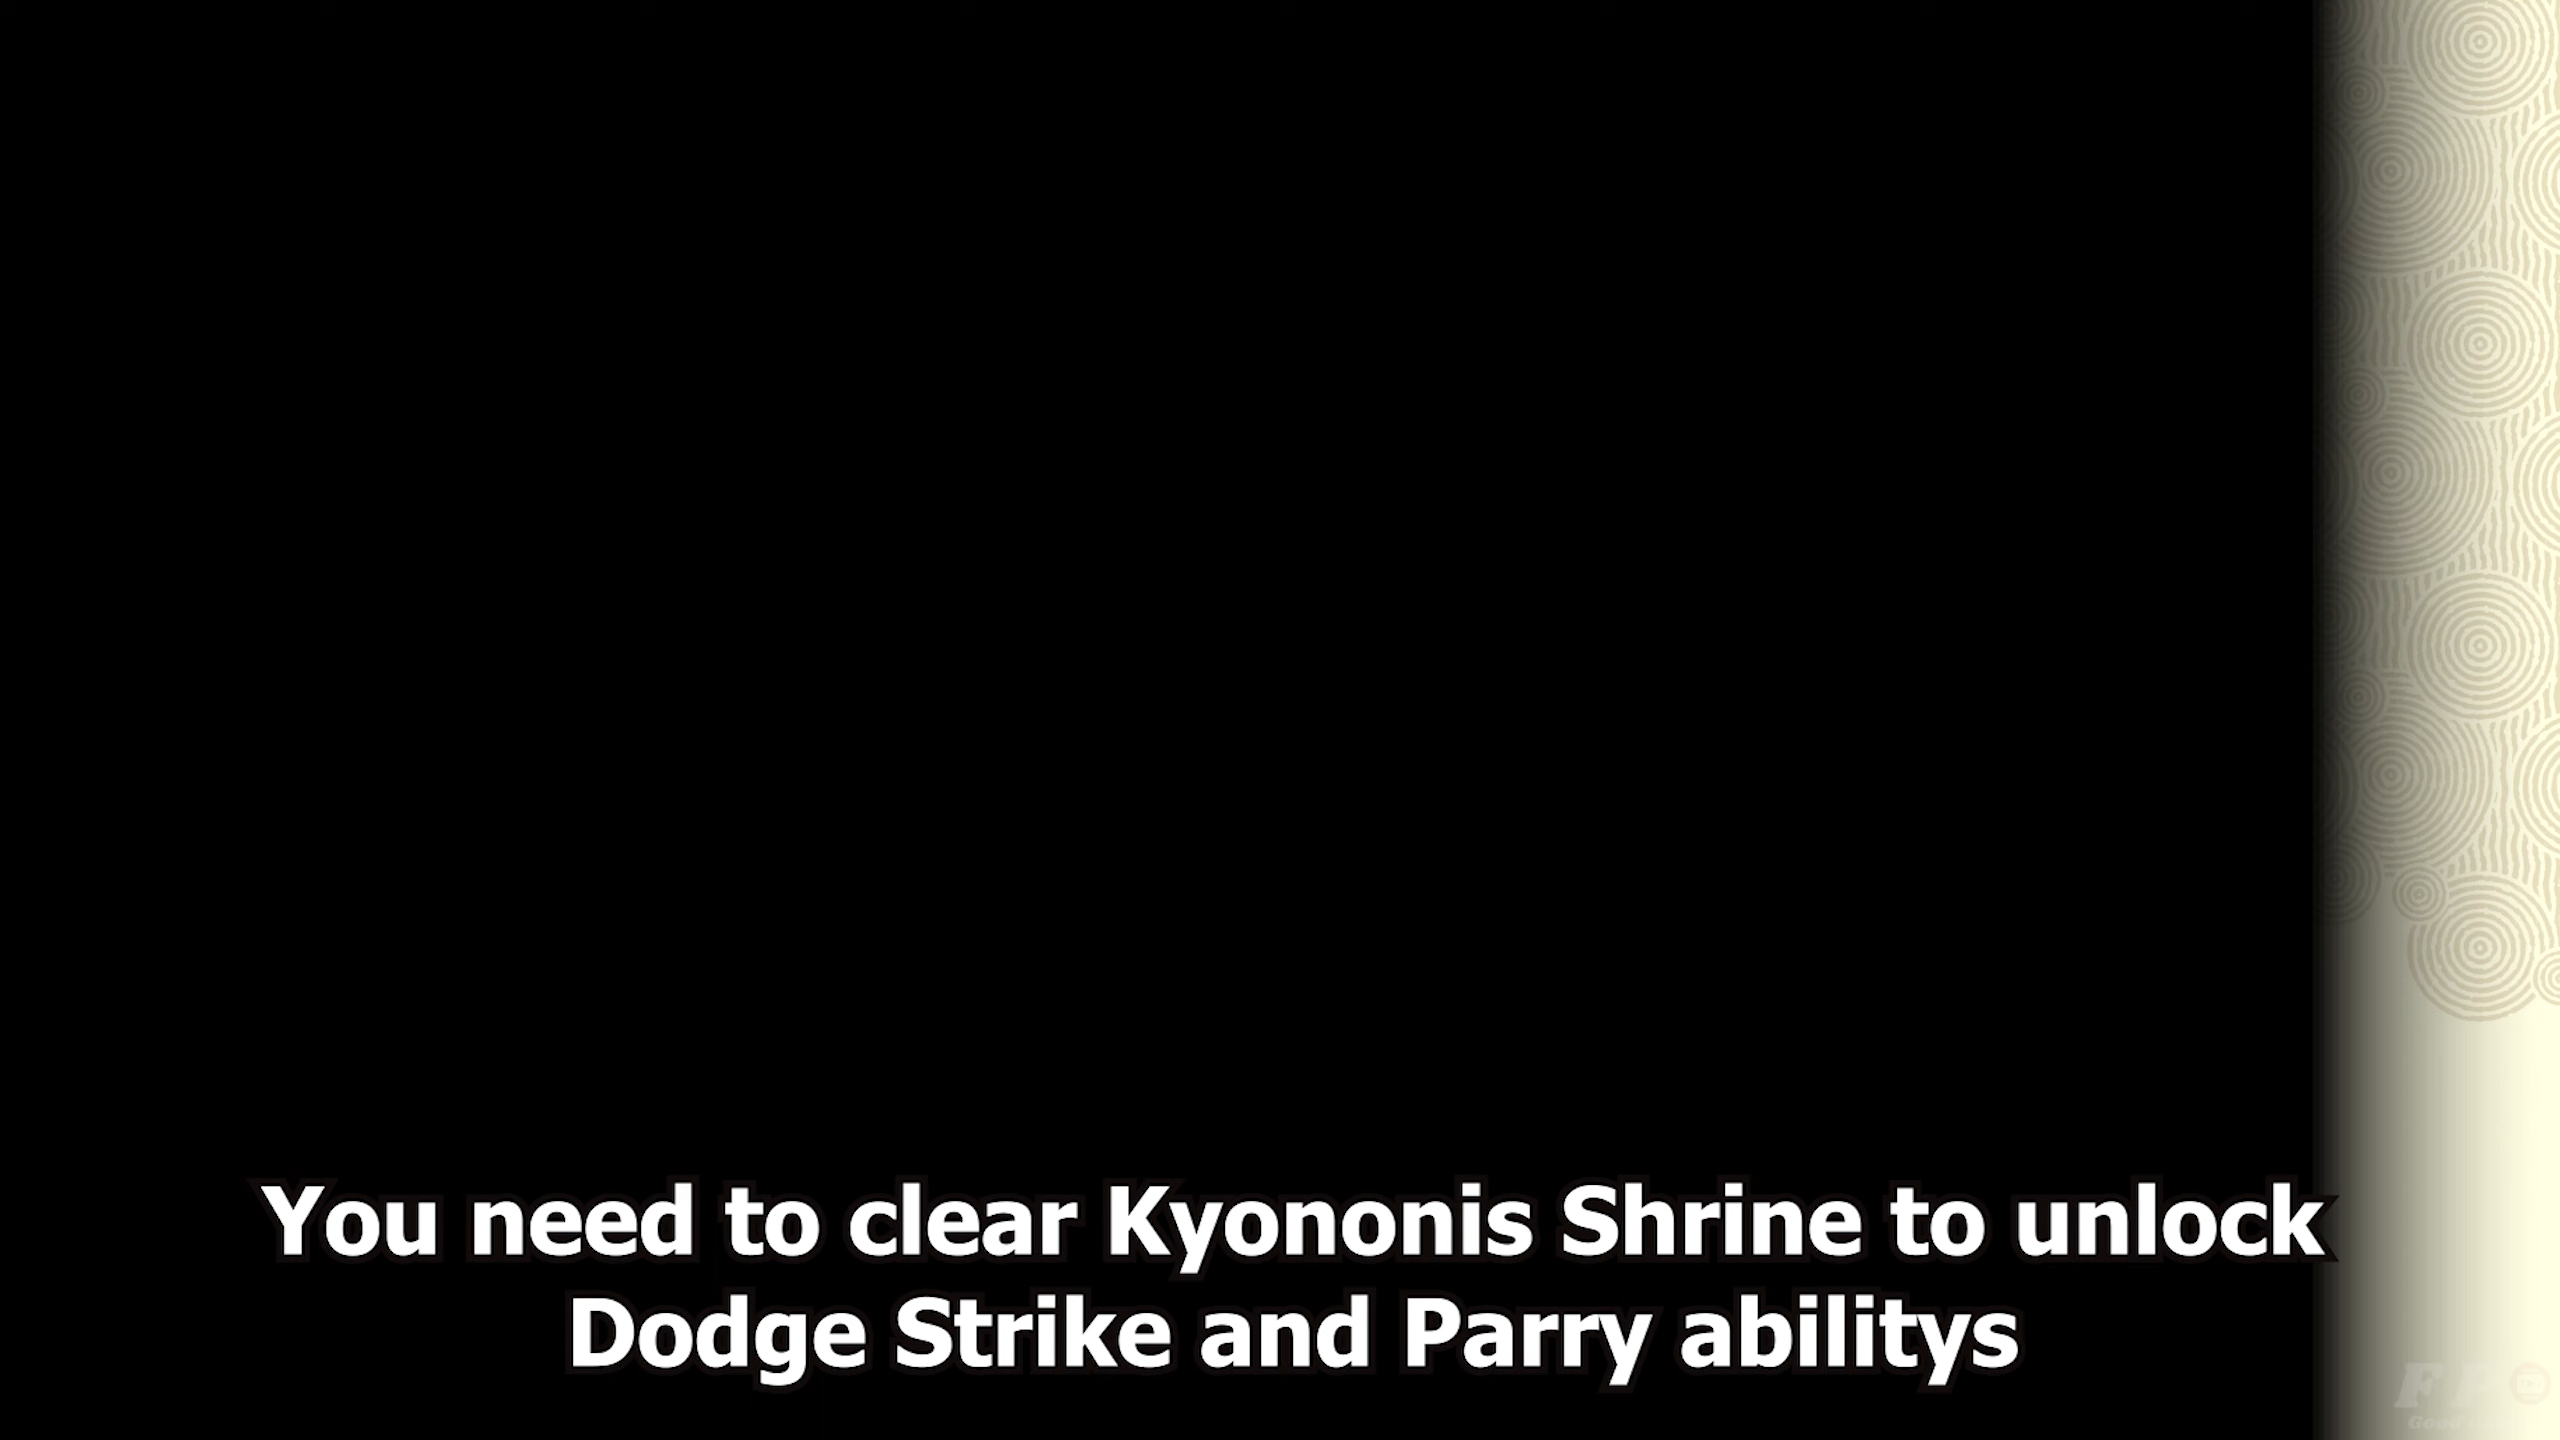 You need to clear Kyononis Shrine to unlock
Dodge Strike and Parry abilitys